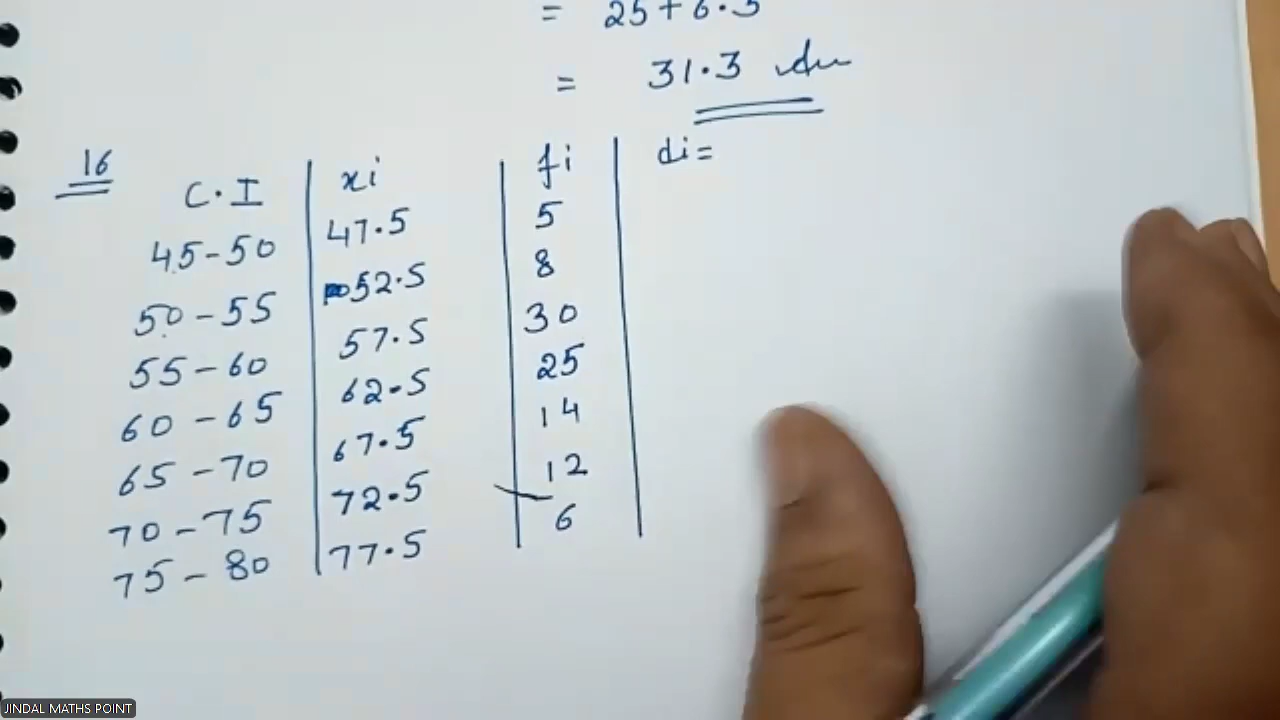 = 25+6.3
= 31.3 Ans
16
C.I xi fi di=
45-50 47.5 5
50-55 52.5 8
55-60 57.5 30
60-65 62.5 25
65-70 67.5 14
70-75 72.5 12
75-80 77.5 6
JINDAL MATHS POINT